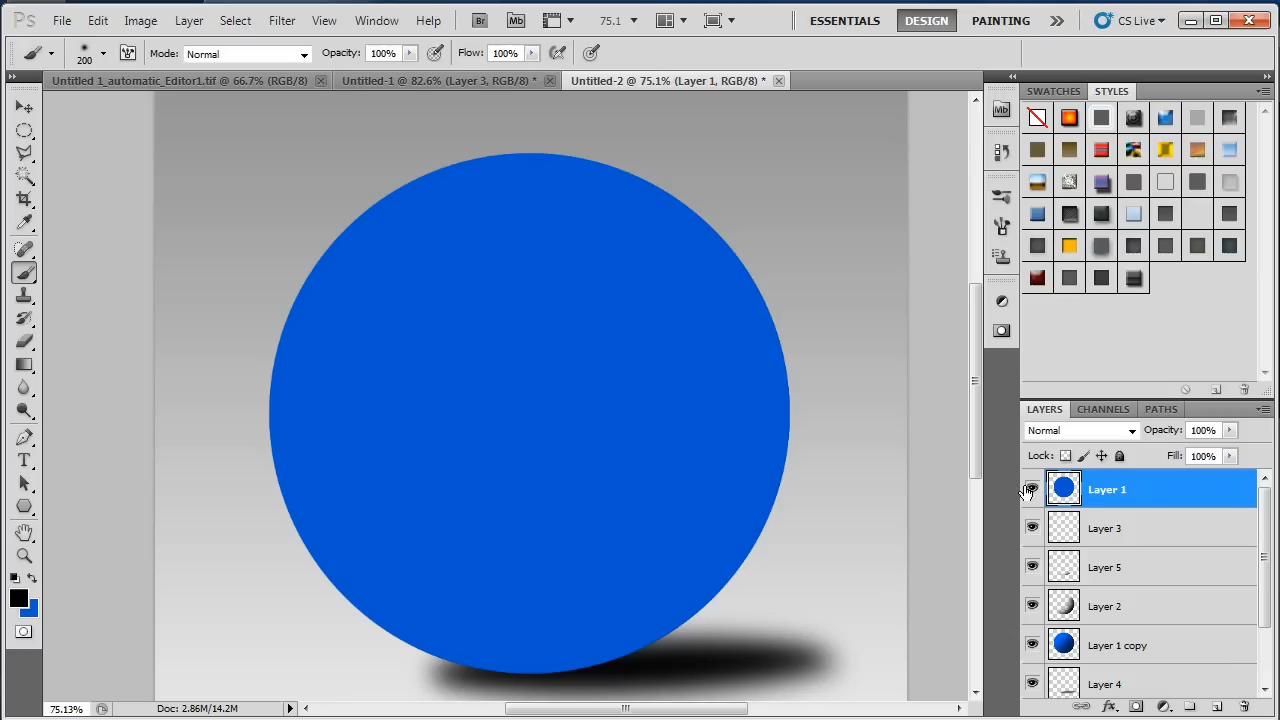 Ps File Edit Image Layer Select Filter View Window Help Br Mb 75.1 ESSENTIALS DESIGN PAINTING CS Live
200 Mode: Normal Opacity: 100% Flow: 100%
Untitled 1_automatic_Editor1.tif @ 66.7% (RGB/8) Untitled-1 @ 82.6% (Layer 3, RGB/8) * Untitled-2 @ 75.1% (Layer 1, RGB/8) *
SWATCHES STYLES
Mb
LAYERS CHANNELS PATHS
Normal Opacity: 100%
Lock: Fill: 100%
Layer 1
Layer 3
Layer 5
Layer 2
Layer 1 copy
Layer 4
T
75.13% Doc: 2.86M/14.2M fx